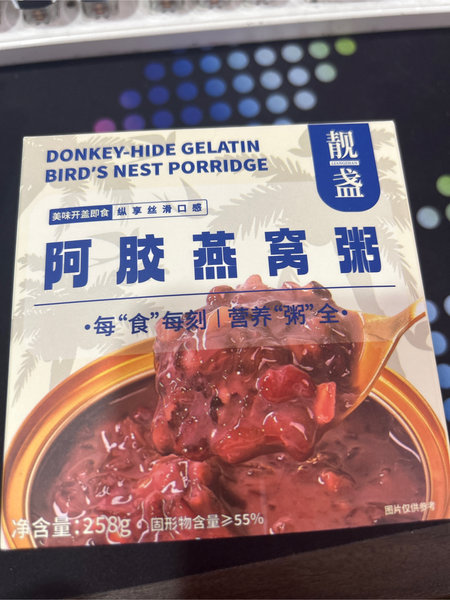 DONKEY-HIDE GELATIN
BIRD'S NEST PORRIDGE
靓盏
LIANGZHAN
美味开盖即食 纵享丝滑口感
阿胶燕窝粥
·每“食”每刻 | 营养“粥”全·
净含量:258g ·固形物含量≥55%
图片仅供参考